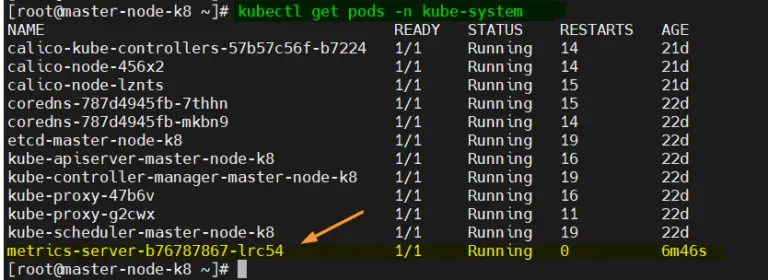 [root@master-node-k8 ~]# kubectl get pods -n kube-system
NAME READY STATUS RESTARTS AGE
calico-kube-controllers-57b57c56f-b7224 1/1 Running 14 21d
calico-node-456x2 1/1 Running 14 21d
calico-node-lznts 1/1 Running 15 21d
coredns-787d4945fb-7thhn 1/1 Running 15 22d
coredns-787d4945fb-mkbn9 1/1 Running 14 22d
etcd-master-node-k8 1/1 Running 19 22d
kube-apiserver-master-node-k8 1/1 Running 16 22d
kube-controller-manager-master-node-k8 1/1 Running 19 22d
kube-proxy-47b6v 1/1 Running 16 22d
kube-proxy-g2cwx 1/1 Running 11 22d
kube-scheduler-master-node-k8 1/1 Running 19 22d
metrics-server-b76787867-lrc54 1/1 Running 0 6m46s
[root@master-node-k8 ~]#